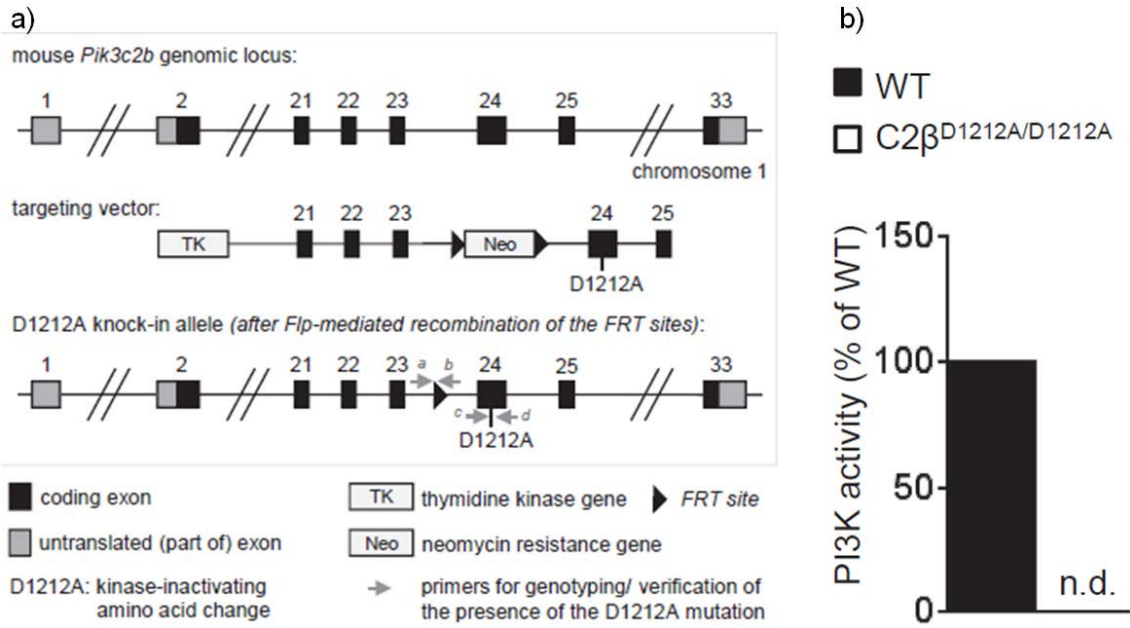 a)
mouse Pik3c2b genomic locus:
1 2 21 22 23 24 25 33
chromosome 1
targeting vector:
21 22 23 24 25
TK Neo
D1212A
D1212A knock-in allele (after Flp-mediated recombination of the FRT sites):
1 2 21 22 23 a b 24 25 33
c d
D1212A
coding exon
untranslated (part of) exon
D1212A: kinase-inactivating
amino acid change
TK thymidine kinase gene
FRT site
Neo neomycin resistance gene
primers for genotyping/ verification of
the presence of the D1212A mutation
b)
WT
C2β^D1212A/D1212A
PI3K activity (% of WT)
150
100
50
0
n.d.